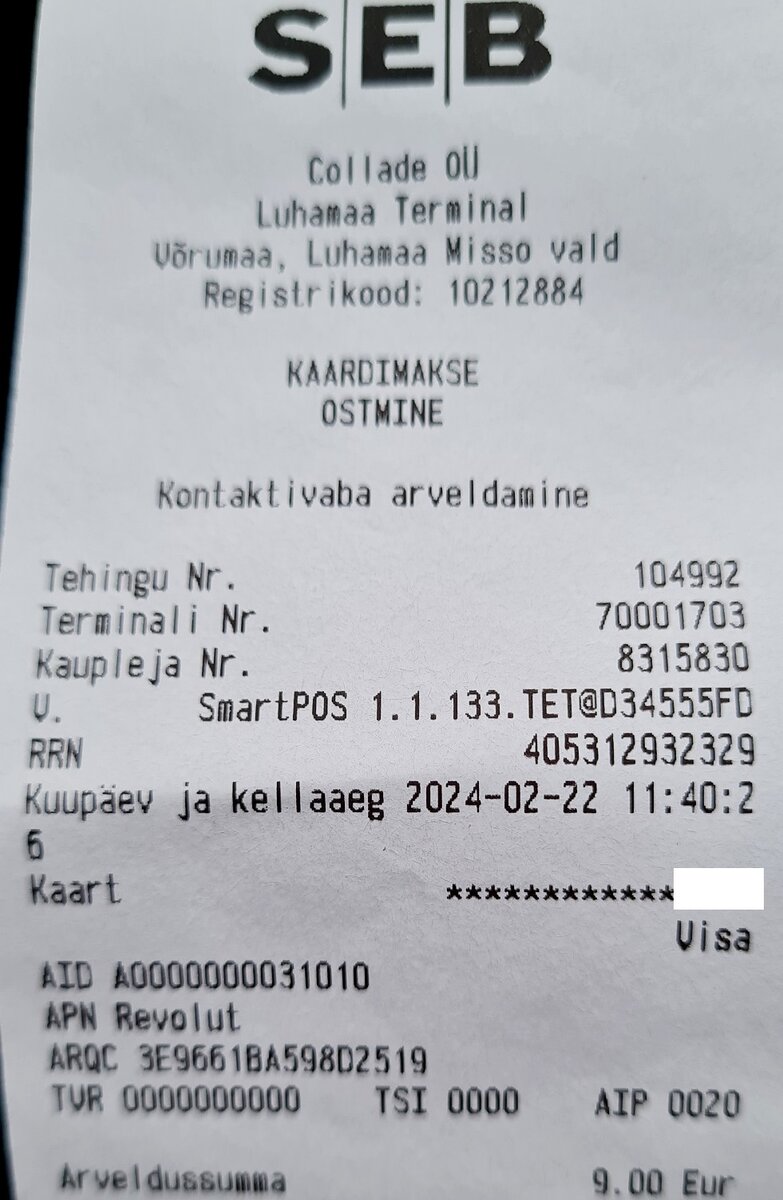 SEB
Collade OÜ
Luhamaa Terminal
Võrumaa, Luhamaa Misso vald
Registrikood: 10212884
KAARDIMAKSE
OSTMINE
Kontaktivaba arveldamine
Tehingu Nr. 104992
Terminali Nr. 70001703
Kaupleja Nr. 8315830
V. SmartPOS 1.1.133.TET@D34555FD
RRN 405312932329
Kuupäev ja kellaaeg 2024-02-22 11:40:2
6
Kaart ************
Visa
AID A0000000031010
APN Revolut
ARQC 3E9661BA598D2519
TVR 0000000000 TSI 0000 AIP 0020
Arveldussumma 9.00 Eur